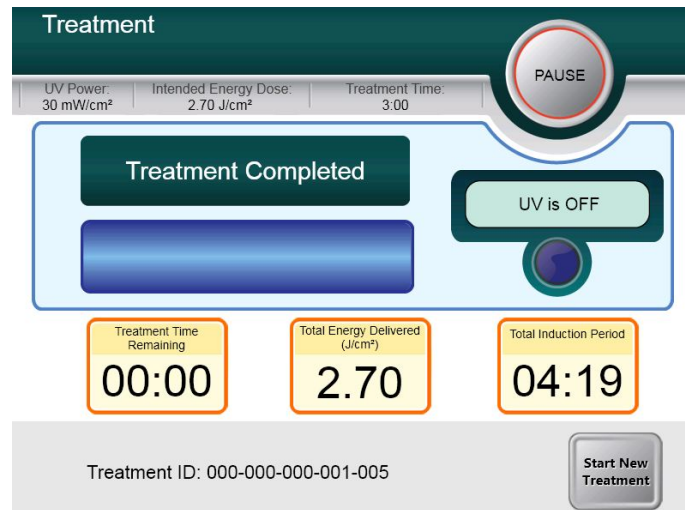 Treatment
PAUSE
UV Power: Intended Energy Dose: Treatment Time:
30 mW/cm² 2.70 J/cm² 3:00
Treatment Completed
UV is OFF
Treatment Time
Remaining
00:00
Total Energy Delivered
(J/cm²)
2.70
Total Induction Period
04:19
Treatment ID: 000-000-000-001-005
Start New
Treatment